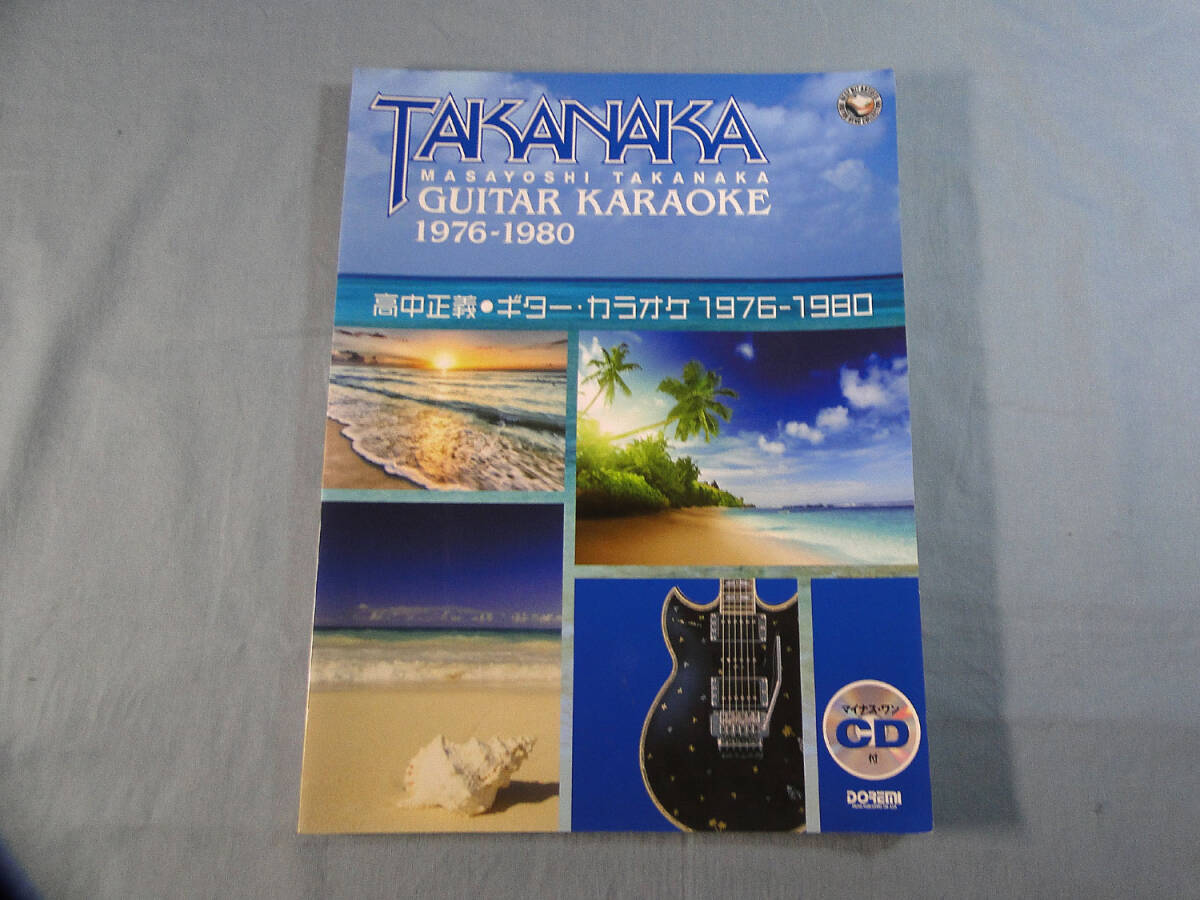 TAKANAKA
MASAYOSHI TAKANAKA
GUITAR KARAOKE
1976-1980
高中正義●ギター・カラオケ 1976-1980
マイナス・ワン
CD
付
DOREMI